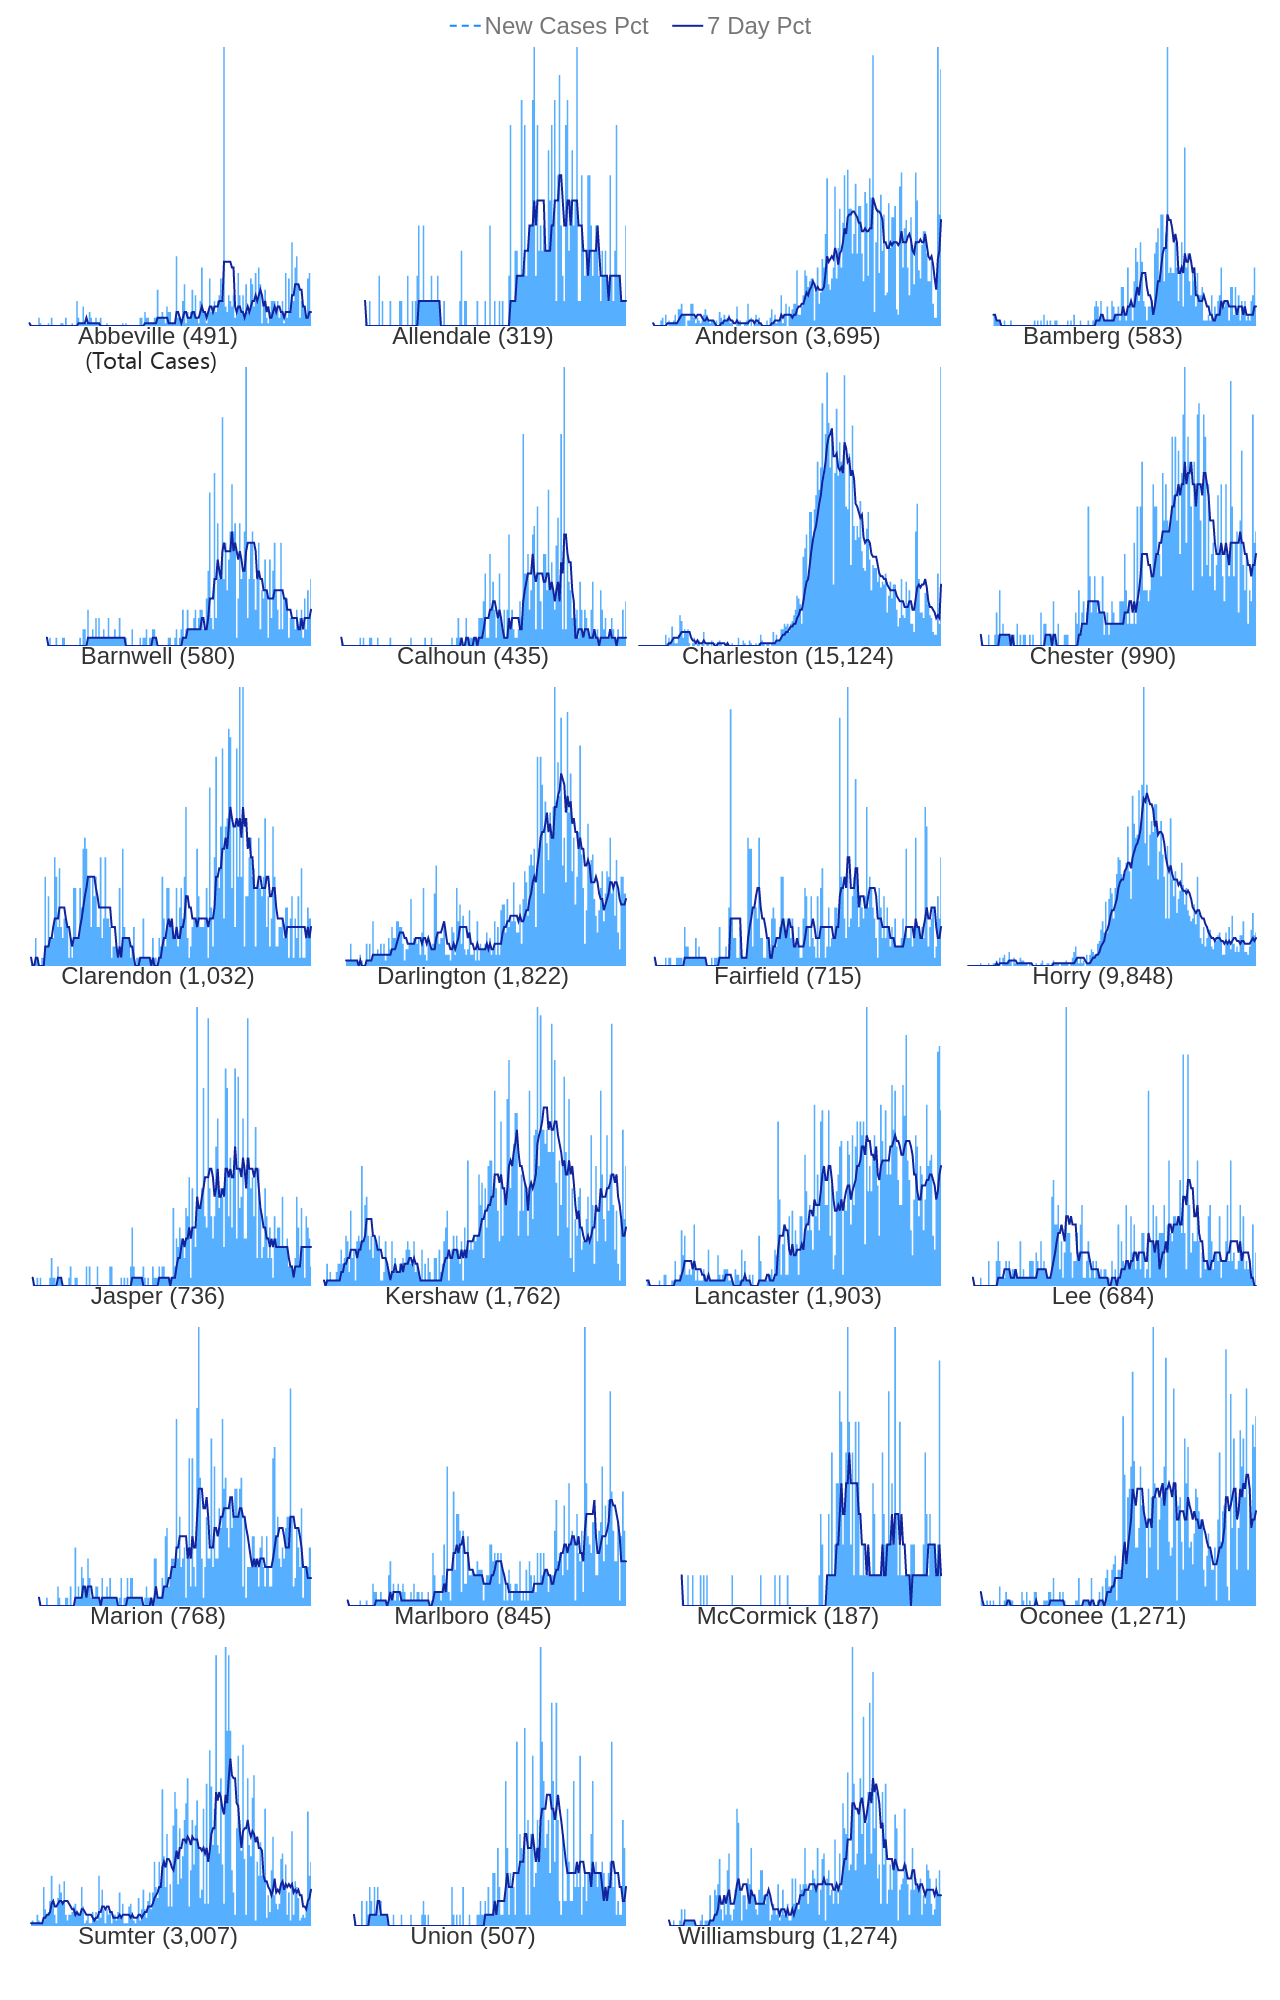 New Cases Pct 7 Day Pct
Abbeville (491) Allendale (319) Anderson (3,695) Bamberg (583)
(Total Cases)
Barnwell (580) Calhoun (435) Charleston (15,124) Chester (990)
Clarendon (1,032) Darlington (1,822) Fairfield (715) Horry (9,848)
Jasper (736) Kershaw (1,762) Lancaster (1,903) Lee (684)
Marion (768) Marlboro (845) McCormick (187) Oconee (1,271)
Sumter (3,007) Union (507) Williamsburg (1,274)